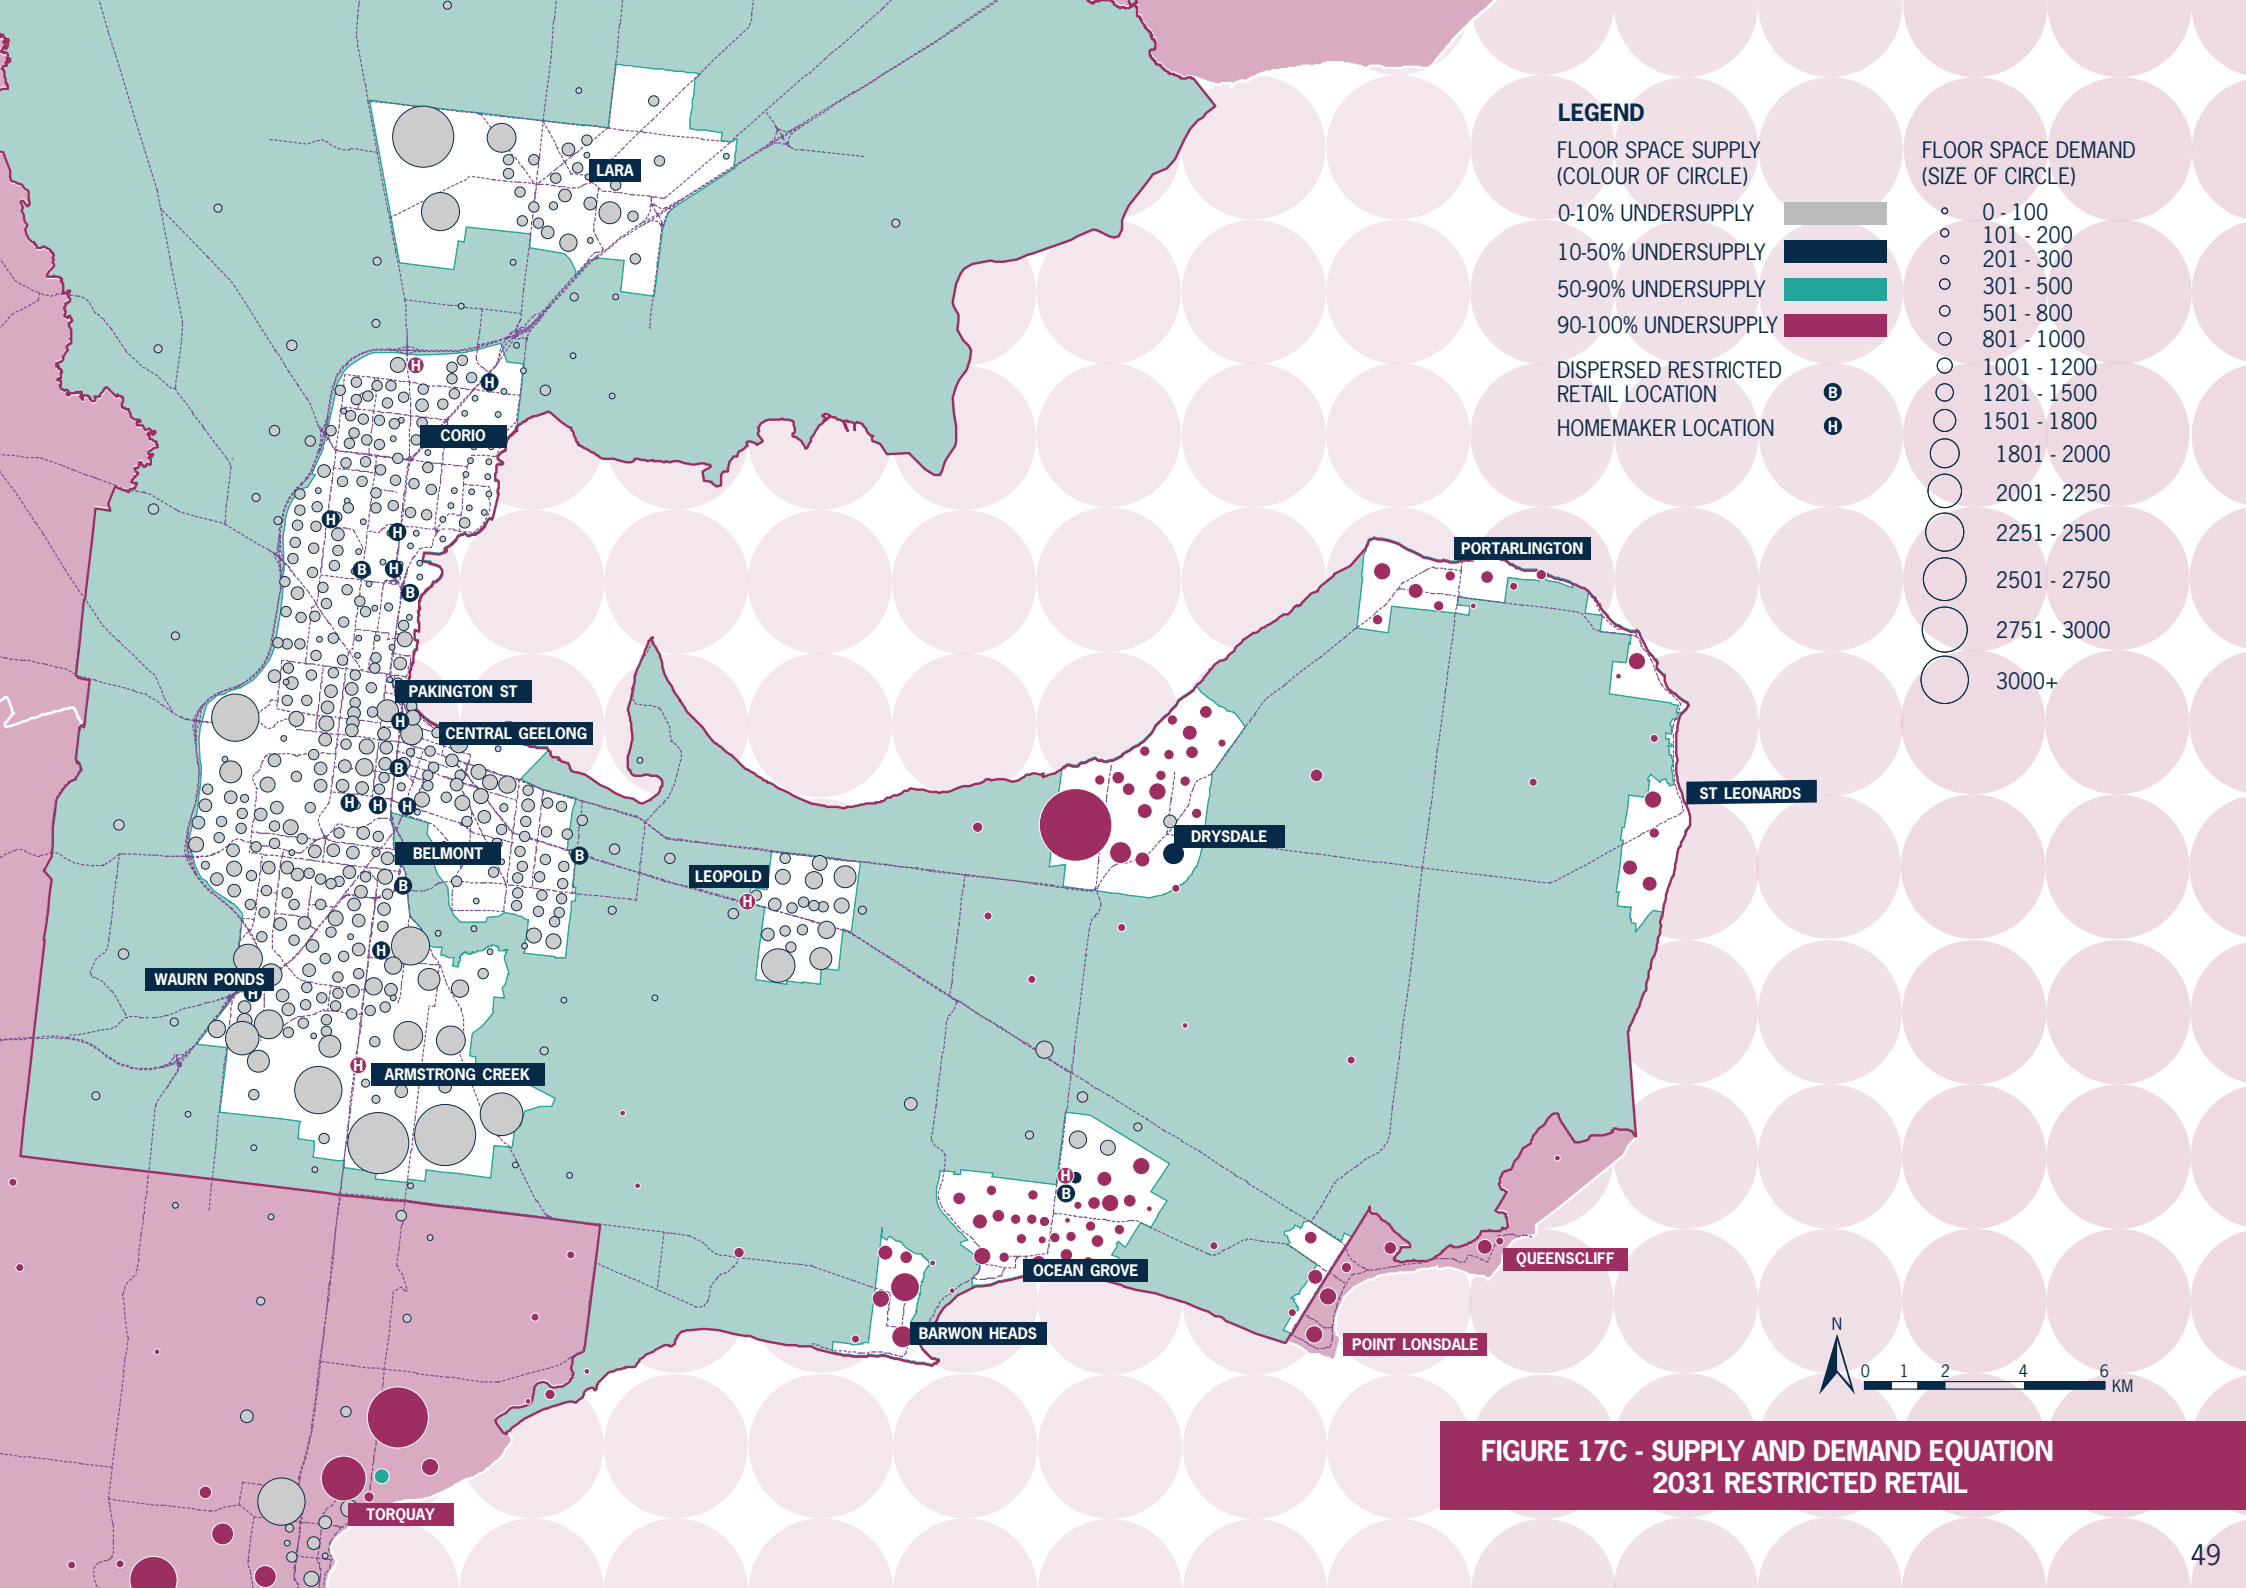 LEGEND
FLOOR SPACE SUPPLY
(COLOUR OF CIRCLE)
0-10% UNDERSUPPLY
10-50% UNDERSUPPLY
50-90% UNDERSUPPLY
90-100% UNDERSUPPLY
DISPERSED RESTRICTED
RETAIL LOCATION
B
HOMEMAKER LOCATION
H
FLOOR SPACE DEMAND
(SIZE OF CIRCLE)
0 - 100
101 - 200
201 - 300
301 - 500
501 - 800
801 - 1000
1001 - 1200
1201 - 1500
1501 - 1800
1801 - 2000
2001 - 2250
2251 - 2500
2501 - 2750
2751 - 3000
3000+
LARA
H
H
CORIO
H
H
B
H
B
PORTARLINGTON
PAKINGTON ST
H
CENTRAL GEELONG
B
H
H
H
ST LEONARDS
DRYSDALE
BELMONT
B
LEOPOLD
B
H
H
WAURN PONDS
H
H
ARMSTRONG CREEK
H
B
OCEAN GROVE
QUEENSCLIFF
BARWON HEADS
POINT LONSDALE
TORQUAY
N
0 1 2 4 6
KM
FIGURE 17C - SUPPLY AND DEMAND EQUATION
2031 RESTRICTED RETAIL
49